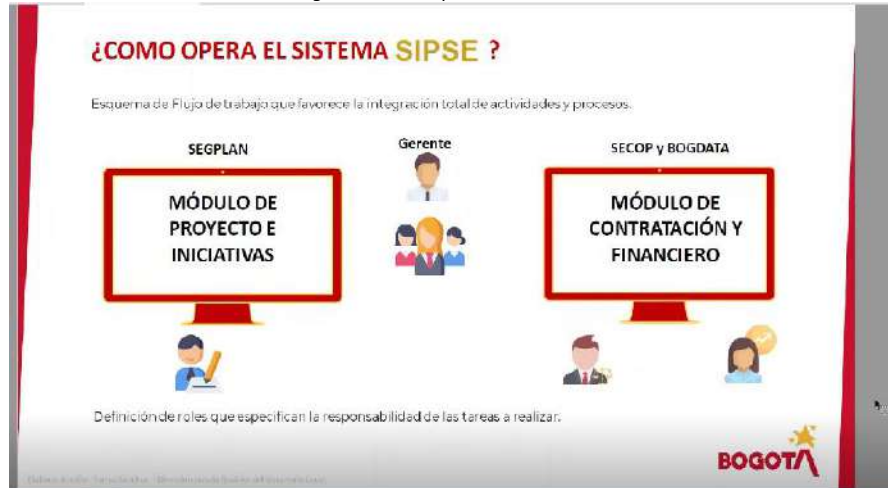 ¿COMO OPERA EL SISTEMA SIPSE ?
Esquema de Flujo de trabajo que favorece la integración total de actividades y procesos.
SEGPLAN
Gerente
SECOP y BOGDATA
MÓDULO DE
PROYECTO E
INICIATIVAS
MÓDULO DE
CONTRATACIÓN Y
FINANCIERO
Definición de roles que especifican la responsabilidad de las tareas a realizar.
BOGOTÁ